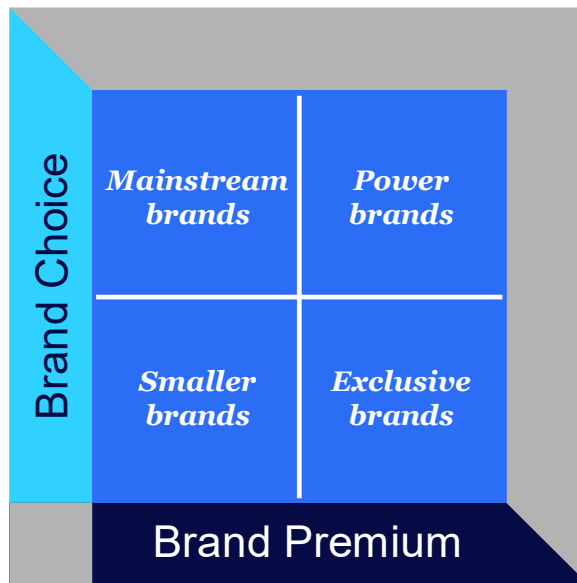 Brand Choice
Mainstream
brands
Power
brands
Smaller
brands
Exclusive
brands
Brand Premium